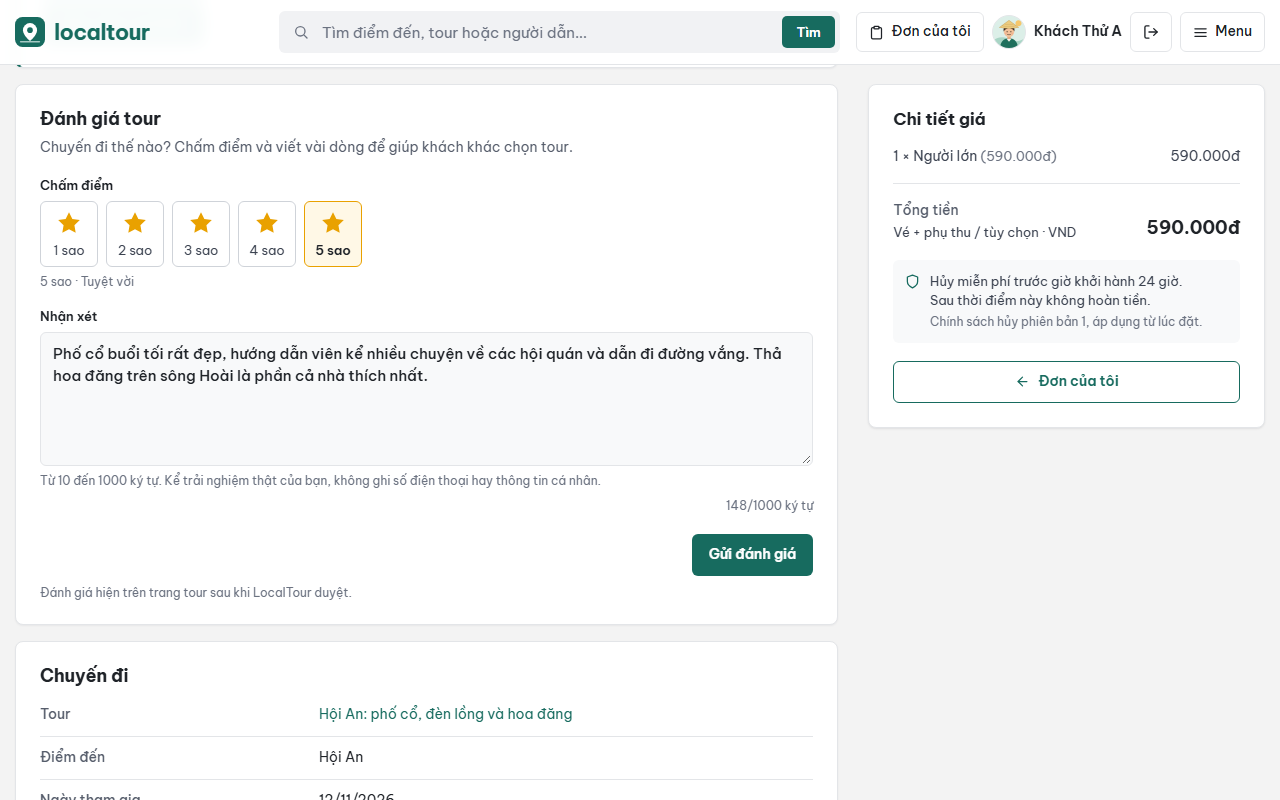 localtour
Tìm điểm đến, tour hoặc người dẫn...
Tìm
Đơn của tôi
Khách Thử A
Menu
Đánh giá tour
Chuyến đi thế nào? Chấm điểm và viết vài dòng để giúp khách khác chọn tour.
Chấm điểm
1 sao
2 sao
3 sao
4 sao
5 sao
5 sao · Tuyệt vời
Nhận xét
Phố cổ buổi tối rất đẹp, hướng dẫn viên kể nhiều chuyện về các hội quán và dẫn đi đường vắng. Thả
hoa đăng trên sông Hoài là phần cả nhà thích nhất.
Từ 10 đến 1000 ký tự. Kể trải nghiệm thật của bạn, không ghi số điện thoại hay thông tin cá nhân.
148/1000 ký tự
Gửi đánh giá
Đánh giá hiện trên trang tour sau khi LocalTour duyệt.
Chuyến đi
Tour Hội An: phố cổ, đèn lồng và hoa đăng
Điểm đến Hội An
Ngày tham gia 12/11/2026
Chi tiết giá
1 × Người lớn (590.000đ) 590.000đ
Tổng tiền
Vé + phụ thu / tùy chọn · VND 590.000đ
Hủy miễn phí trước giờ khởi hành 24 giờ.
Sau thời điểm này không hoàn tiền.
Chính sách hủy phiên bản 1, áp dụng từ lúc đặt.
Đơn của tôi